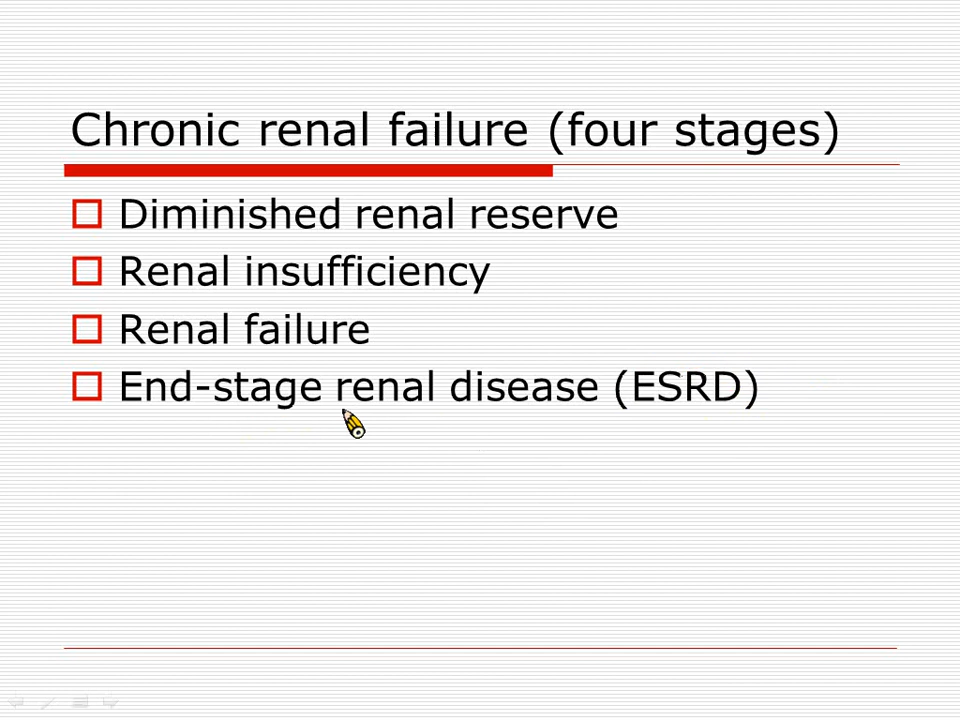 Chronic renal failure (four stages)
Diminished renal reserve
Renal insufficiency
Renal failure
End-stage renal disease (ESRD)